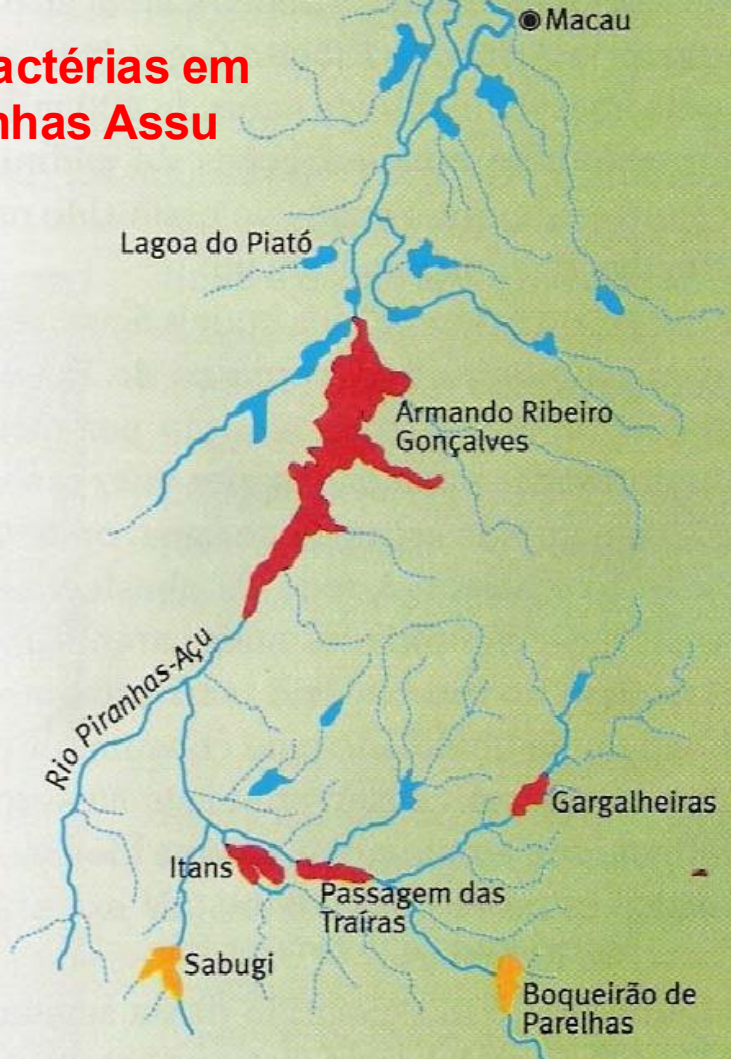 Macau
actérias em
nhas Assu
Lagoa do Piató
Armando Ribeiro
Gonçalves
Rio Piranhas-Açu
Gargalheiras
Itans
Passagem das
Traíras
Sabugi
Boqueirão de
Parelhas